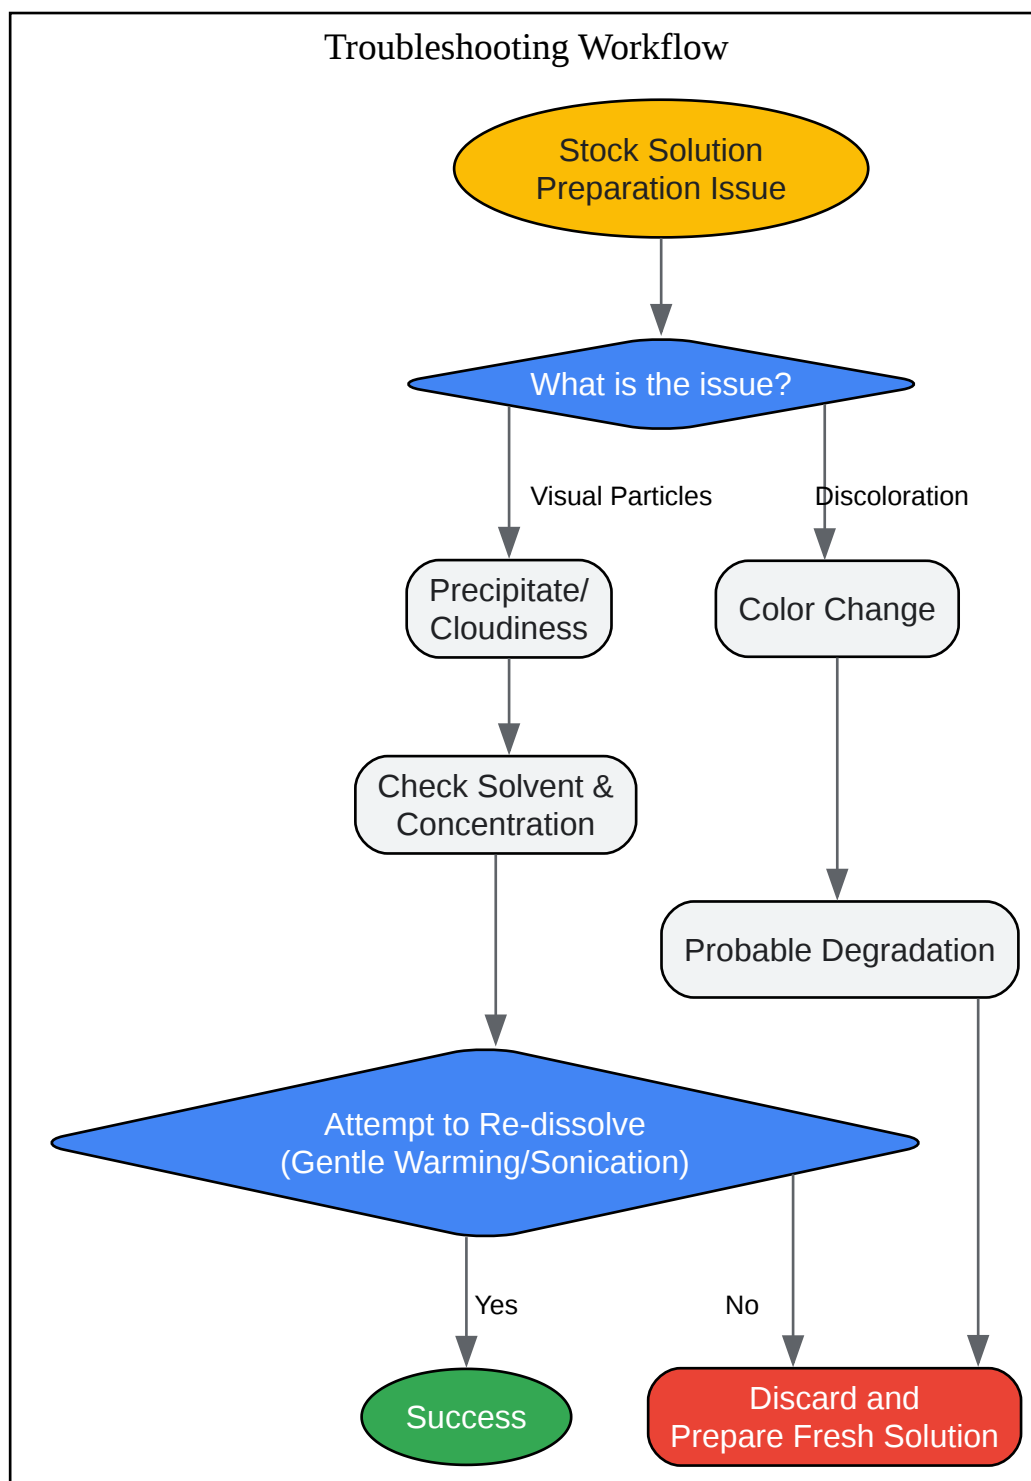 Troubleshooting Workflow
Stock Solution
Preparation Issue
What is the issue?
Visual Particles
Discoloration
Precipitate/
Cloudiness
Color Change
Check Solvent &
Concentration
Probable Degradation
Attempt to Re-dissolve
(Gentle Warming/Sonication)
Yes
No
Success
Discard and
Prepare Fresh Solution